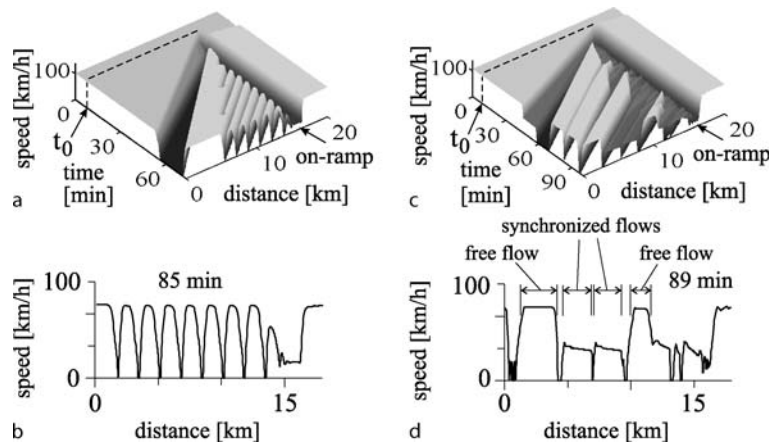 speed [km/h]
100
0
t0
30
time
[min]
60
0
10
20
on-ramp
distance [km]
a
speed [km/h]
100
0
t0
30
time
[min]
60
90
0
10
20
on-ramp
distance [km]
c
speed [km/h]
100
0
85 min
0
15
distance [km]
b
synchronized flows
free flow
free flow
speed [km/h]
100
0
89 min
0
15
distance [km]
d